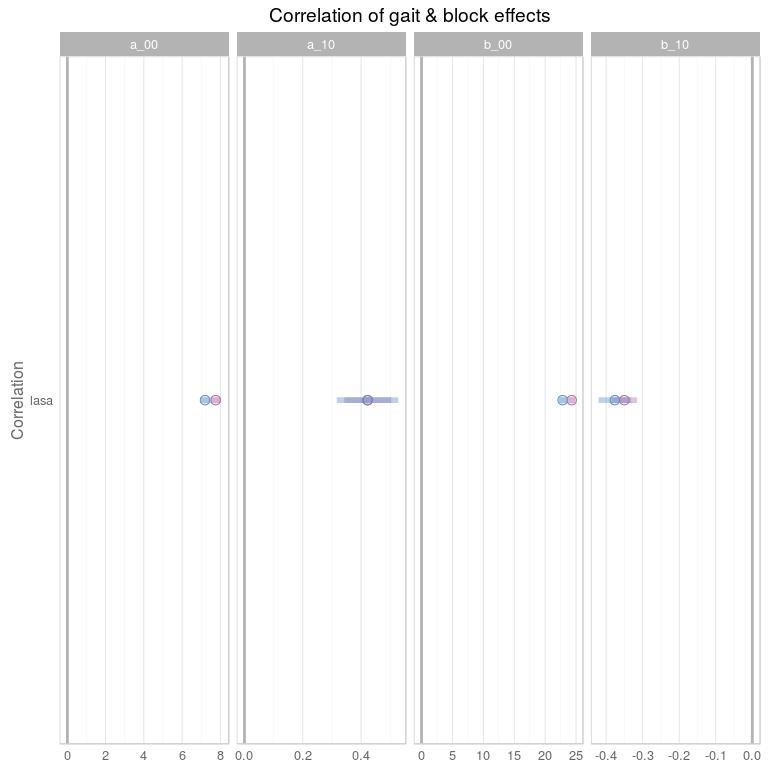 Correlation of gait & block effects
a_00 a_10 b_00 b_10
Correlation
lasa
0 2 4 6 8 0.0 0.2 0.4 0 5 10 15 20 25 -0.4 -0.3 -0.2 -0.1 0.0